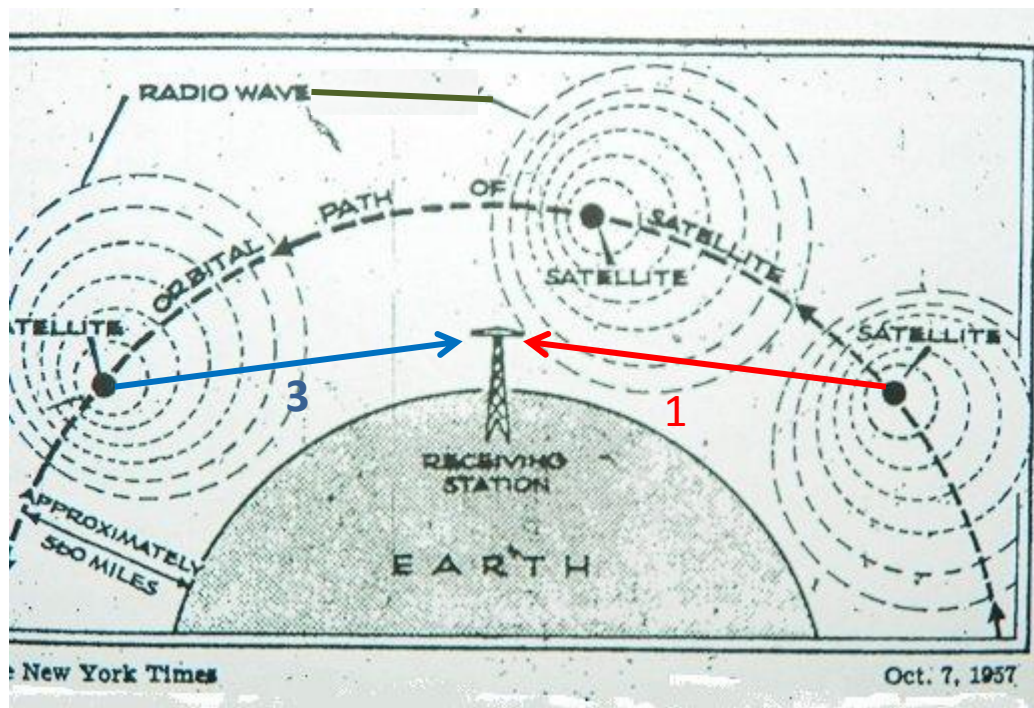 RADIO WAVE
PATH OF
ORBITAL
SATELLITE
SATELLITE
SATELLITE
ATELLITE
3
1
RECEIVING
STATION
APPROXIMATELY
560 MILES
EARTH
New York Times
Oct. 7, 1957